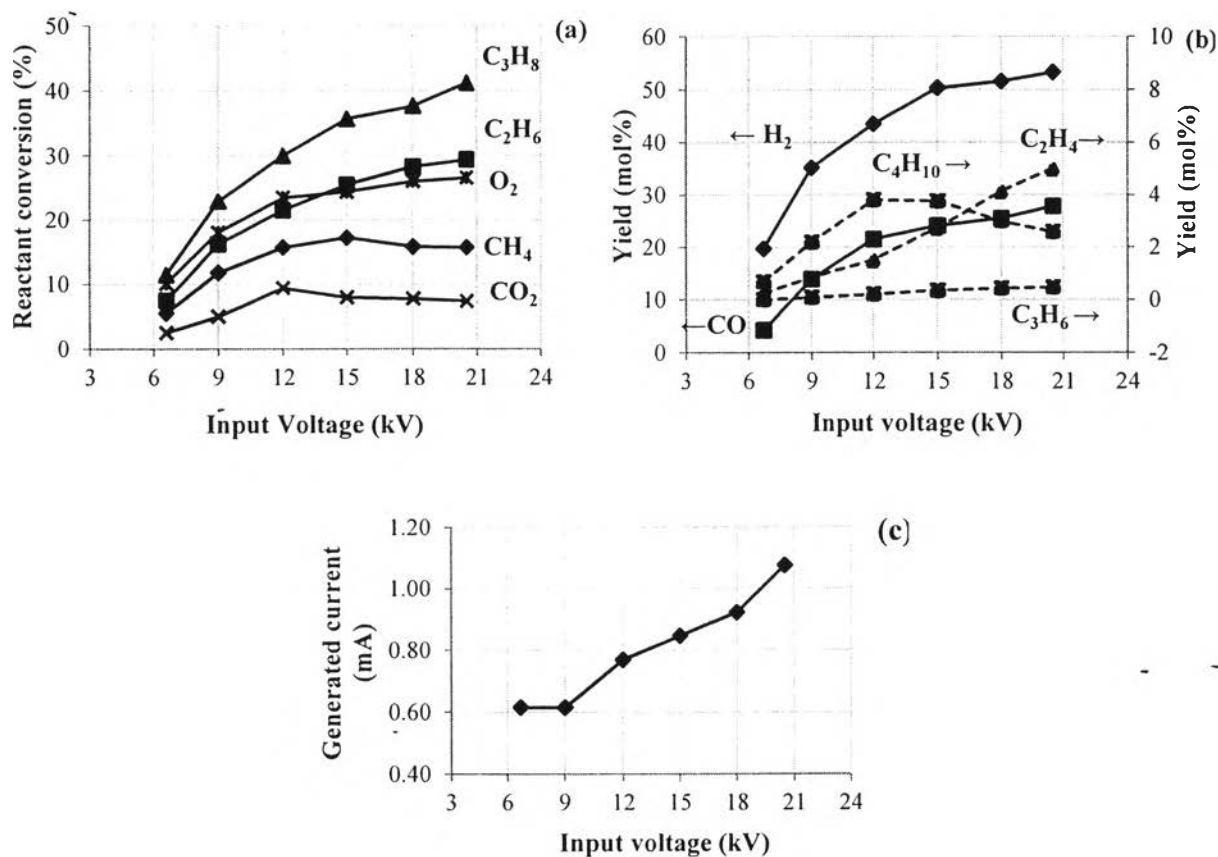 (a)
Reactant conversion (%)
50
40
30
20
10
0
C₃H₈
C₂H₆
O₂
CH₄
CO₂
3 6 9 12 15 18 21 24
Input Voltage (kV)
(b)
Yield (mol%)
60
50
40
30
20
10
0
←H₂
C₄H₁₀→
C₂H₄→
←CO
C₃H₆→
10
8
6
4
2
0
-2
Yield (mol%)
3 6 9 12 15 18 21 24
Input voltage (kV)
(c)
Generated current
(mA)
1.20
1.00
0.80
0.60
0.40
3 6 9 12 15 18 21 24
Input voltage (kV)